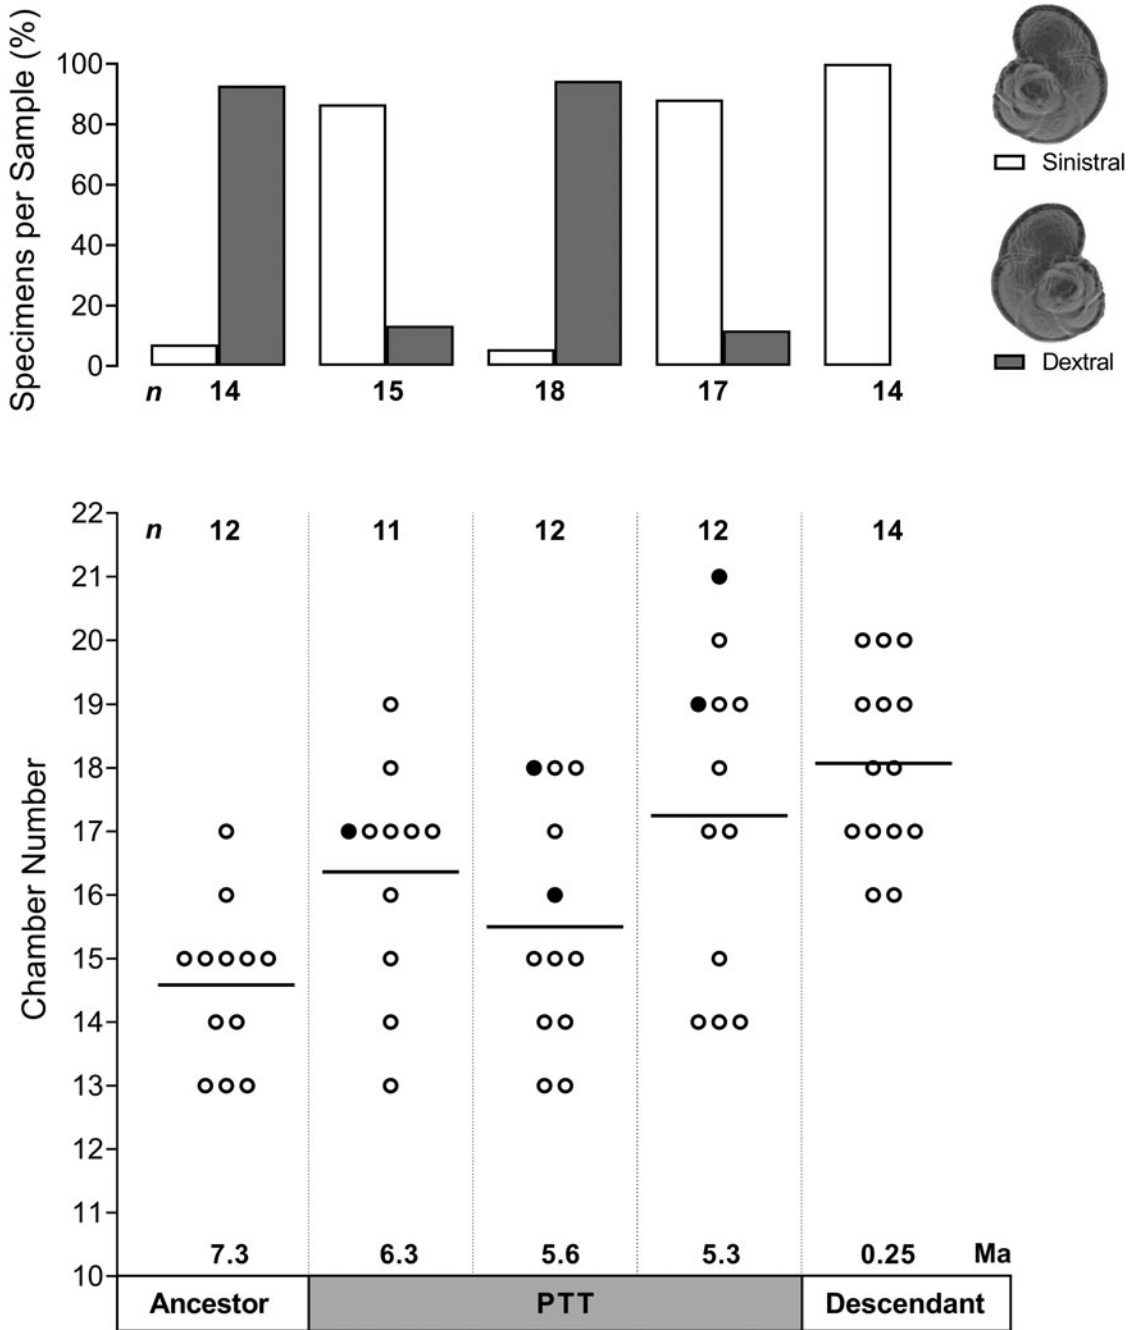 Specimens per Sample (%)
100
80
60
40
20
0
n 14 15 18 17 14
Sinistral
Dextral
Chamber Number
22
21
20
19
18
17
16
15
14
13
12
11
10
n 12 11 12 12 14
7.3 6.3 5.6 5.3 0.25 Ma
Ancestor PTT Descendant